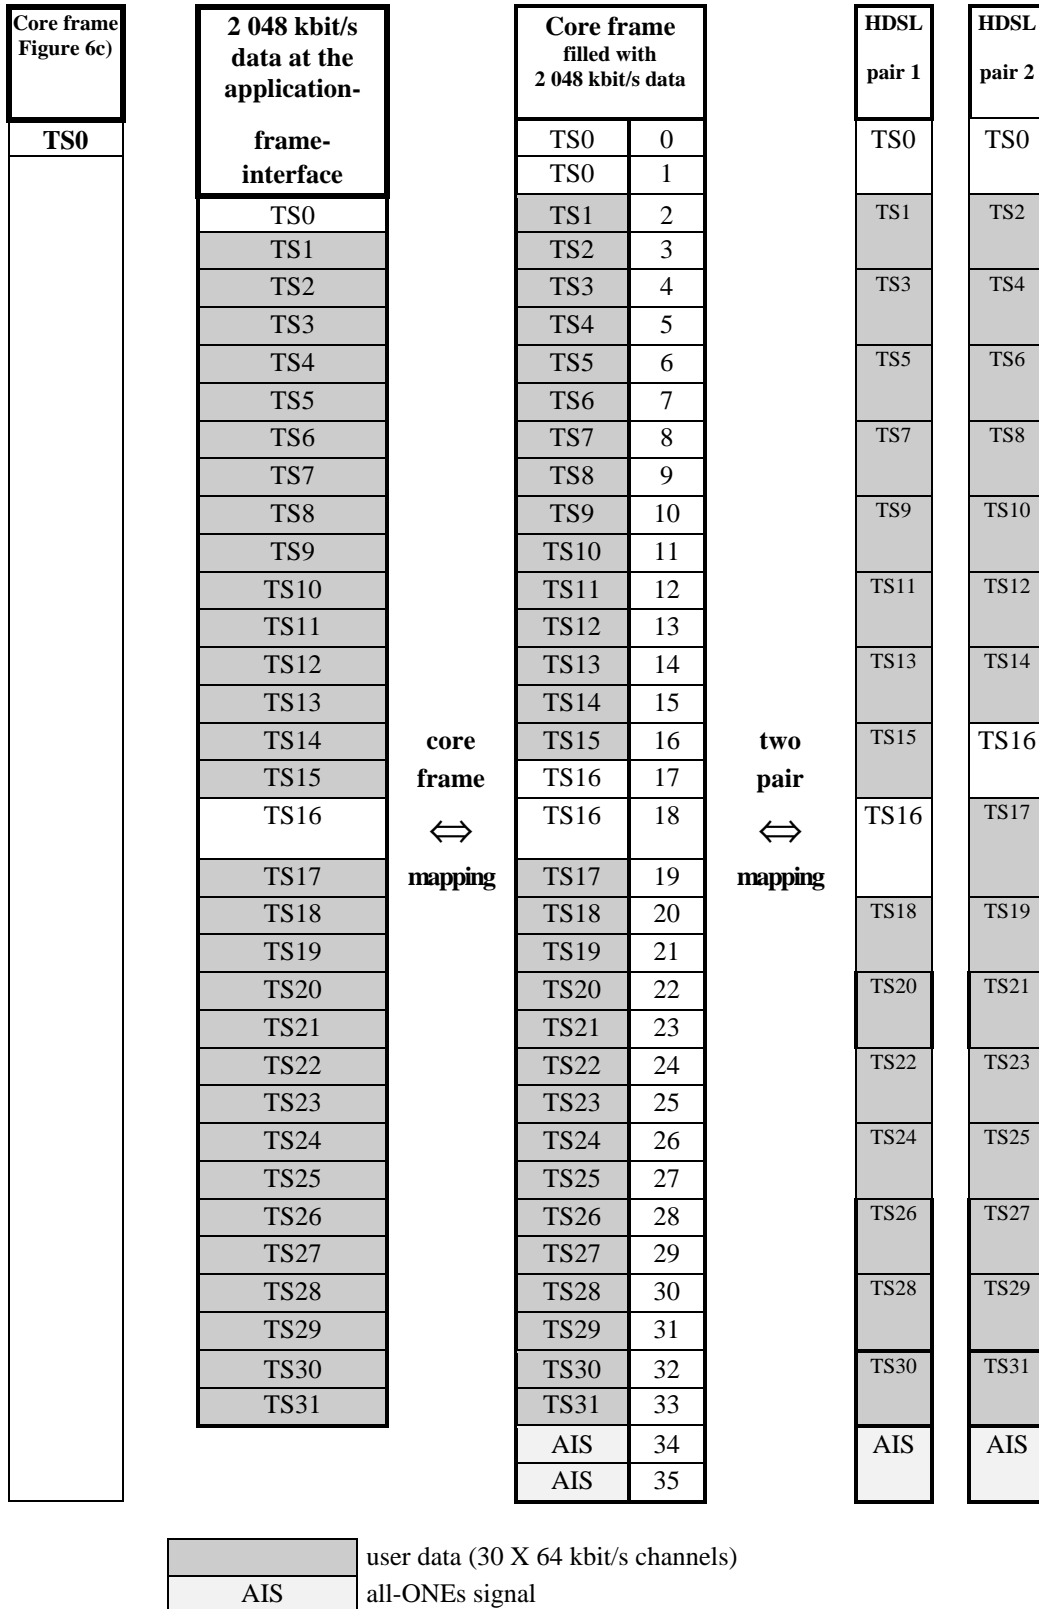 Core frame
Figure 6c)
2 048 kbit/s
data at the
application-
frame-
interface
Core frame
filled with
2 048 kbit/s data
HDSL
pair 1
HDSL
pair 2
TS0 TS0 0 TS0 TS0
TS0 1
TS0 TS1 2 TS1 TS2
TS1 TS2 3
TS2 TS3 4 TS3 TS4
TS3 TS4 5
TS4 TS5 6 TS5 TS6
TS5 TS6 7
TS6 TS7 8 TS7 TS8
TS7 TS8 9
TS8 TS9 10 TS9 TS10
TS9 TS10 11
TS10 TS11 12 TS11 TS12
TS11 TS12 13
TS12 TS13 14 TS13 TS14
TS13 TS14 15
TS14 core TS15 16 two TS15 TS16
TS15 frame TS16 17 pair
TS16 ⇔ TS16 18 ⇔ TS16 TS17
TS17 mapping TS17 19 mapping
TS18 TS18 20 TS18 TS19
TS19 TS19 21
TS20 TS20 22 TS20 TS21
TS21 TS21 23
TS22 TS22 24 TS22 TS23
TS23 TS23 25
TS24 TS24 26 TS24 TS25
TS25 TS25 27
TS26 TS26 28 TS26 TS27
TS27 TS27 29
TS28 TS28 30 TS28 TS29
TS29 TS29 31
TS30 TS30 32 TS30 TS31
TS31 TS31 33
AIS 34 AIS AIS
AIS 35
user data (30 X 64 kbit/s channels)
AIS all-ONEs signal